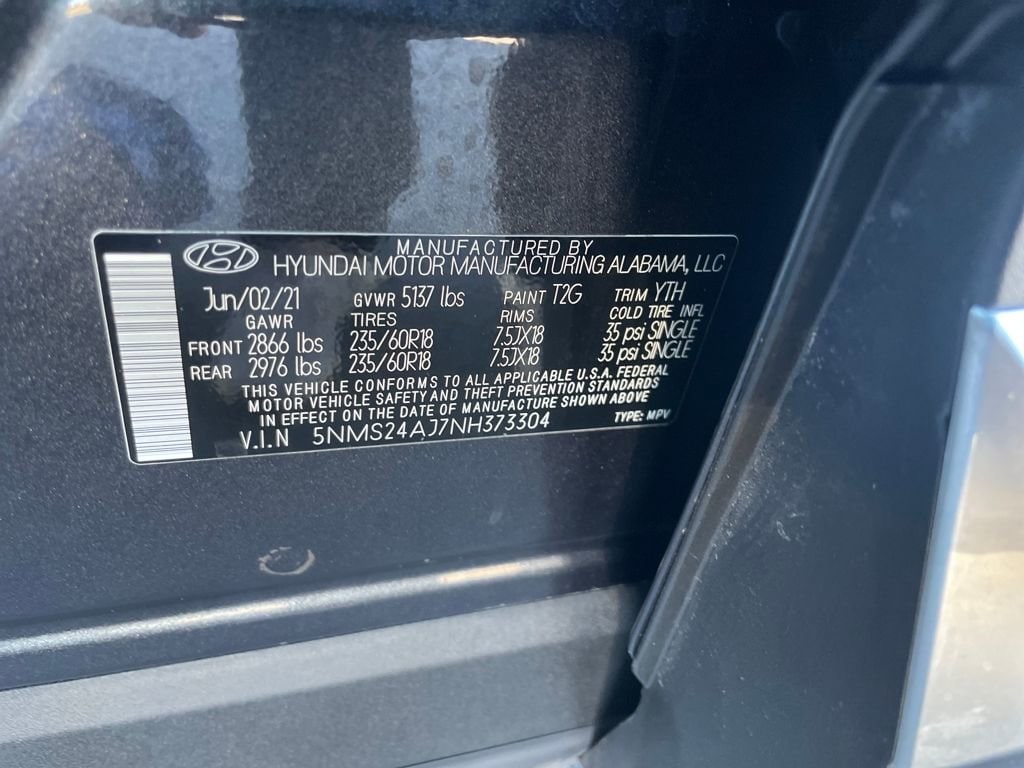 MANUFACTURED BY
HYUNDAI MOTOR MANUFACTURING ALABAMA, LLC
Jun/02/21 GVWR 5137 lbs PAINT T2G TRIM YTH
GAWR TIRES RIMS COLD TIRE INFL
FRONT 2866 lbs 235/60R18 7.5JX18 35 psi SINGLE
REAR 2976 lbs 235/60R18 7.5JX18 35 psi SINGLE
THIS VEHICLE CONFORMS TO ALL APPLICABLE U.S.A. FEDERAL
MOTOR VEHICLE SAFETY AND THEFT PREVENTION STANDARDS
IN EFFECT ON THE DATE OF MANUFACTURE SHOWN ABOVE
V.I.N 5NMS24AJ7NH373304 TYPE: MPV